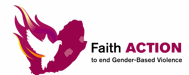 Faith ACTION
to end Gender-Based Violence